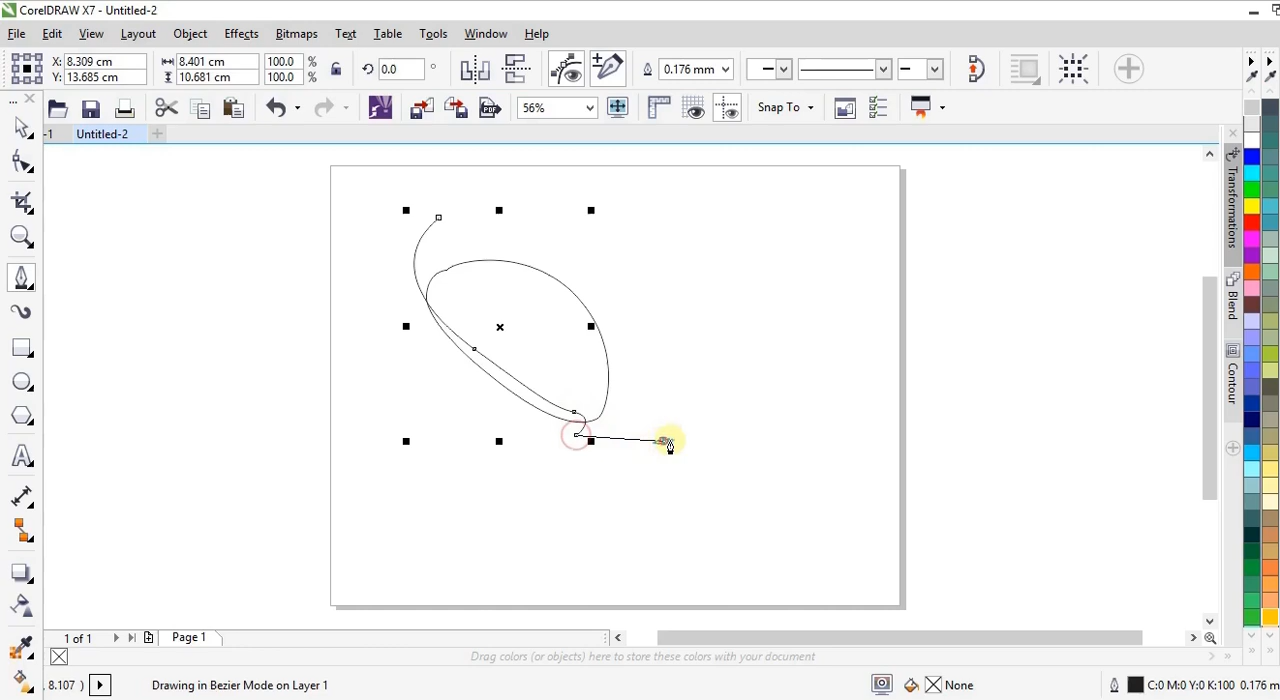 CorelDRAW X7 - Untitled-2
File Edit View Layout Object Effects Bitmaps Text Table Tools Window Help
X: 8.309 cm 8.401 cm 100.0 % 0.0 ° 0.176 mm
Y: 13.685 cm 10.681 cm 100.0 %
PDF 56% Snap To
-1 Untitled-2
Transformations
Blend
Contour
1 of 1 Page 1
Drag colors (or objects) here to store these colors with your document
, 8.107 ) Drawing in Bezier Mode on Layer 1 None C:0 M:0 Y:0 K:100 0.176 m